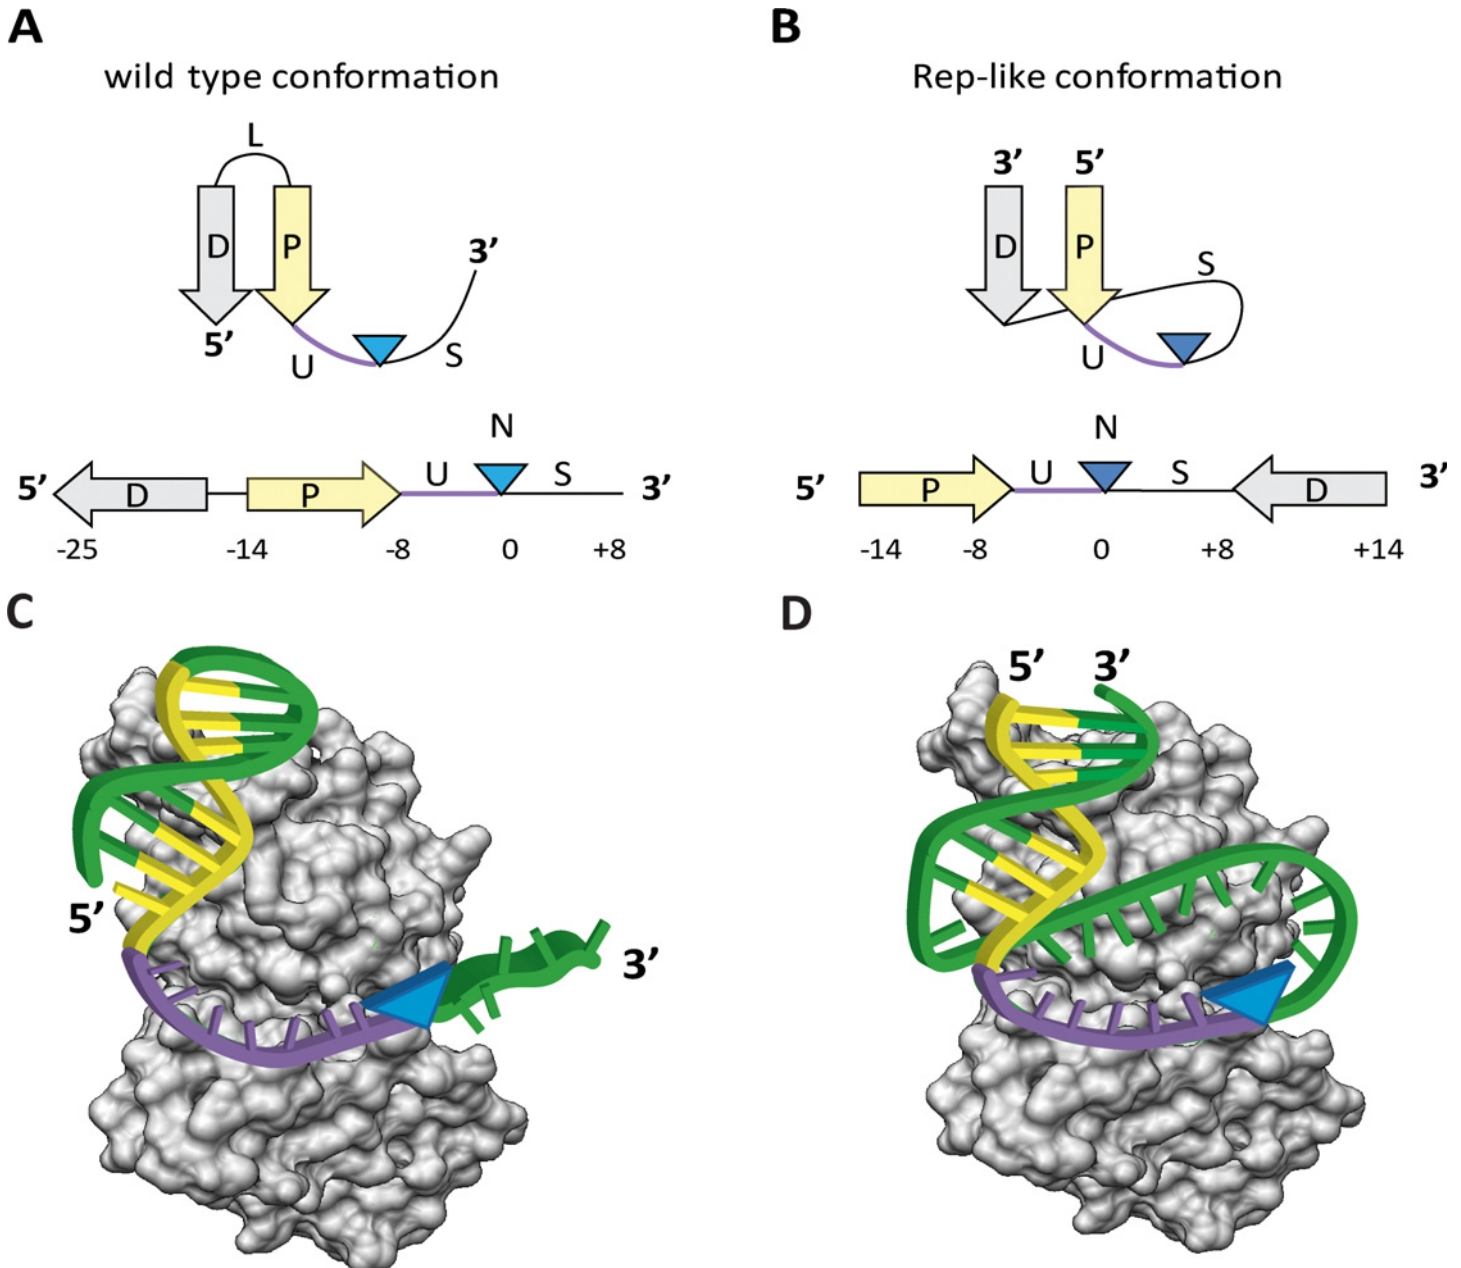 A
wild type conformation
L
D P
3'
5'
U S
N
5' D P U S 3'
-25 -14 -8 0 +8
B
Rep-like conformation
3' 5'
D P
S
U
N
5' P U S D 3'
-14 -8 0 +8 +14
C
5'
3'
D
5' 3'